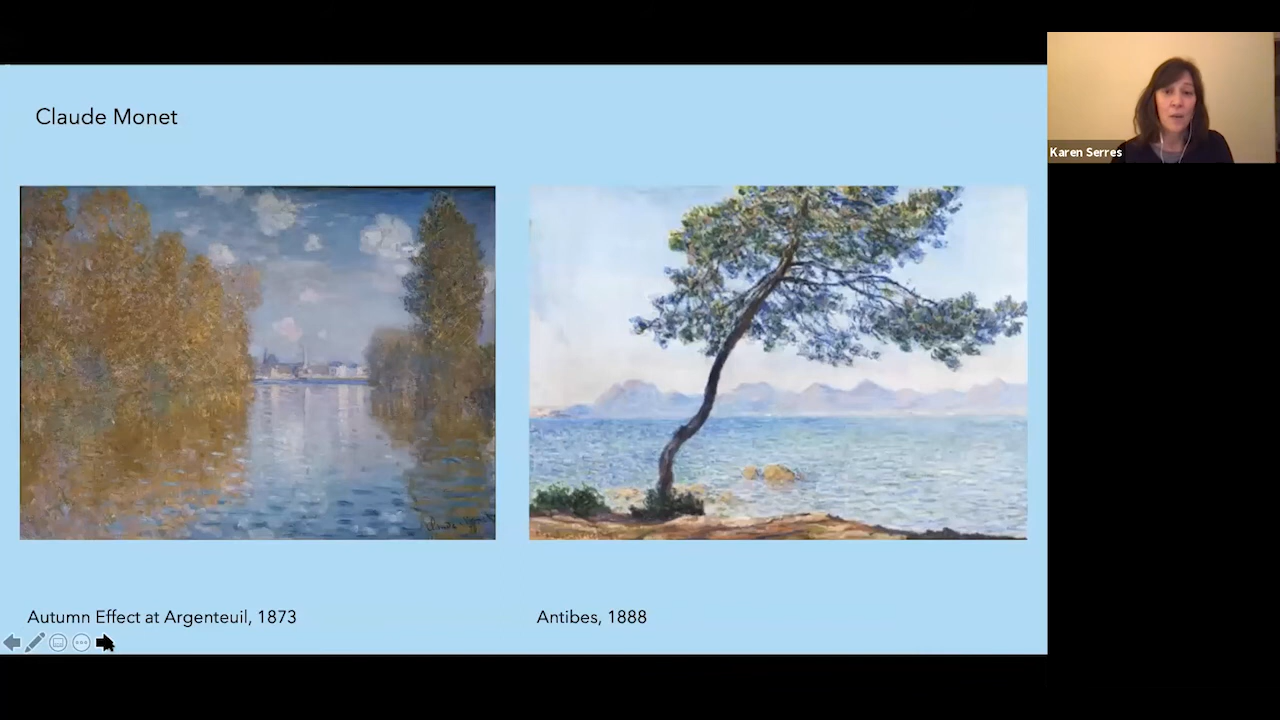 Claude Monet
Karen Serres
Autumn Effect at Argenteuil, 1873
Antibes, 1888